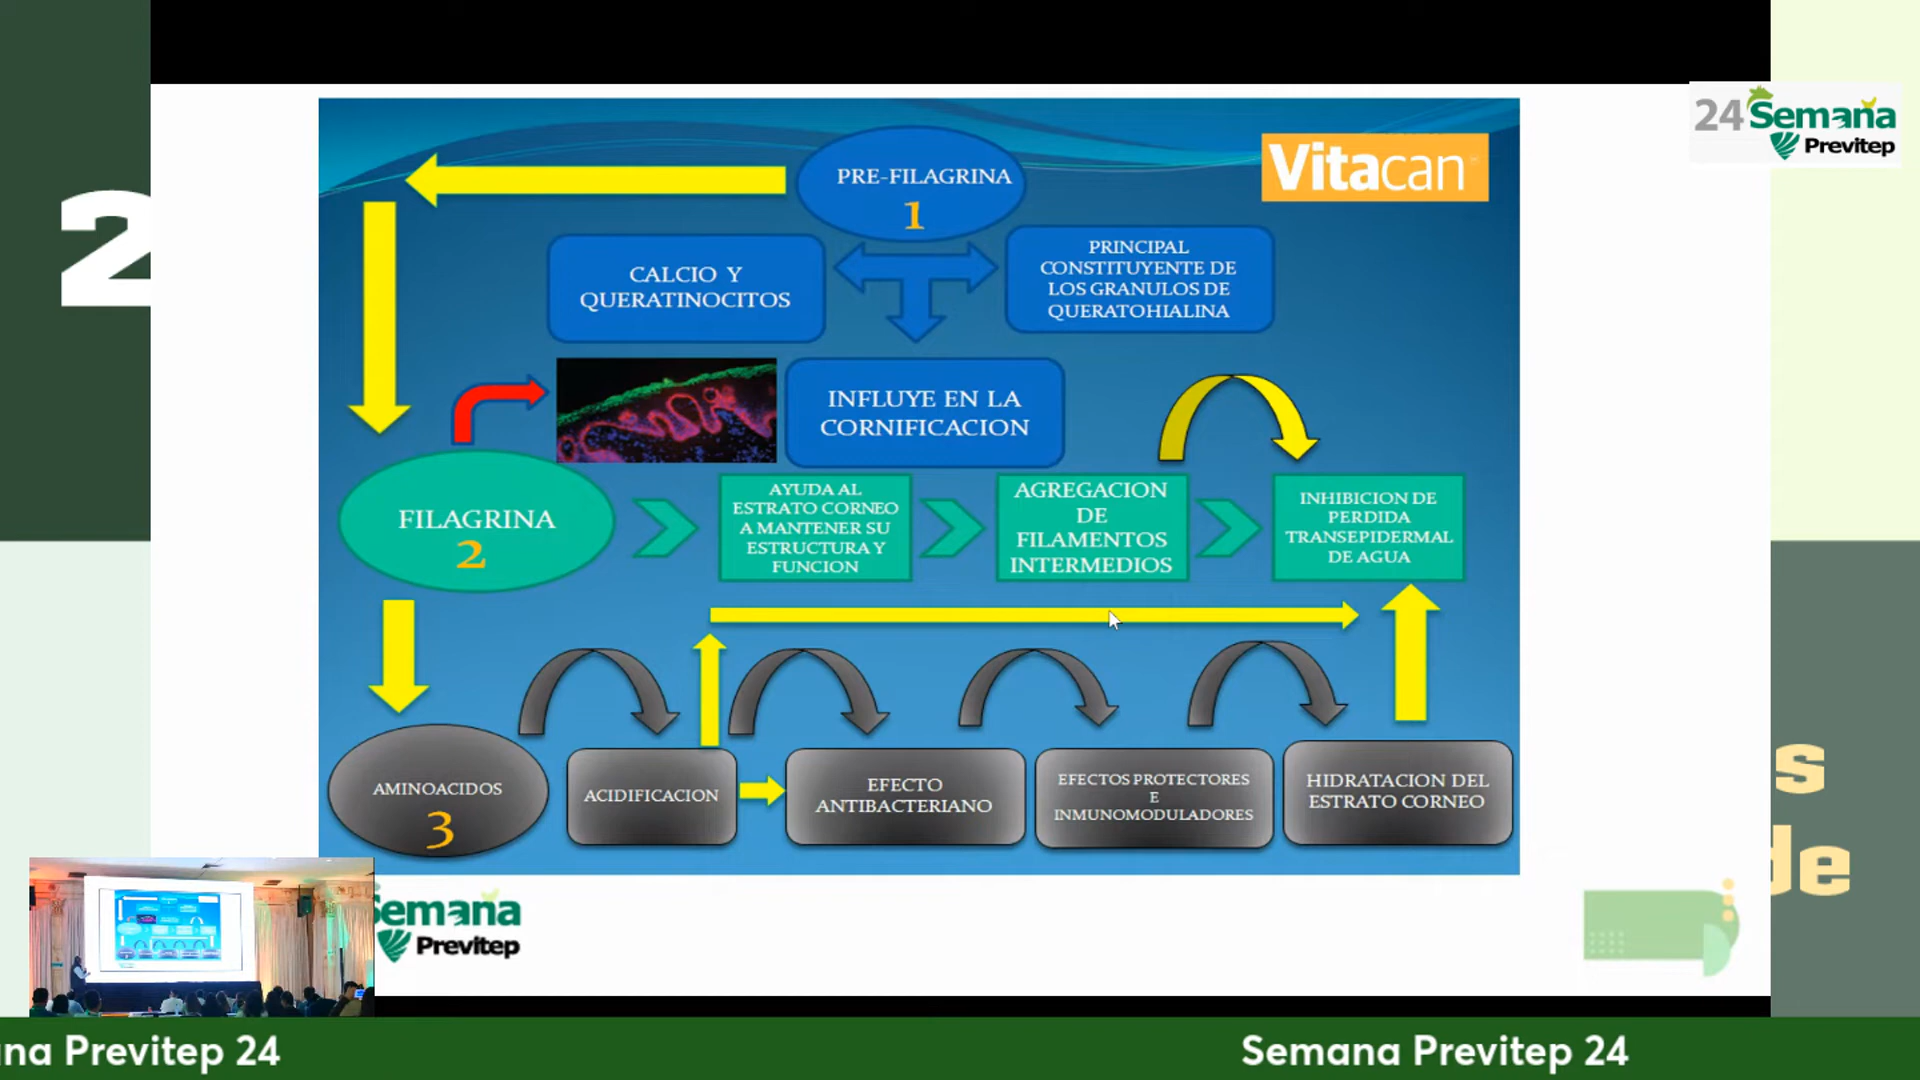 2
24 Semana
Previtep
Vitacan
PRE-FILAGRINA
1
CALCIO Y
QUERATINOCITOS
PRINCIPAL
CONSTITUYENTE DE
LOS GRANULOS DE
QUERATOHIALINA
INFLUYE EN LA
CORNIFICACION
FILAGRINA
2
AYUDA AL
ESTRATO CORNEO
A MANTENER SU
ESTRUCTURA Y
FUNCION
AGREGACION
DE
FILAMENTOS
INTERMEDIOS
INHIBICION DE
PERDIDA
TRANSEPIDERMAL
DE AGUA
AMINOACIDOS
3
ACIDIFICACION
EFECTO
ANTIBACTERIANO
EFECTOS PROTECTORES
E
INMUNOMODULADORES
HIDRATACION DEL
ESTRATO CORNEO
s
de
Semana
Previtep
na Previtep 24
Semana Previtep 24